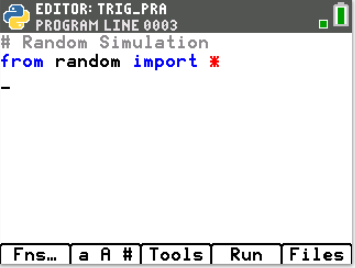 EDITOR: TRIG_PRA
PROGRAM LINE 0003
# Random Simulation
from random import *
_
Fns… a A # Tools Run Files